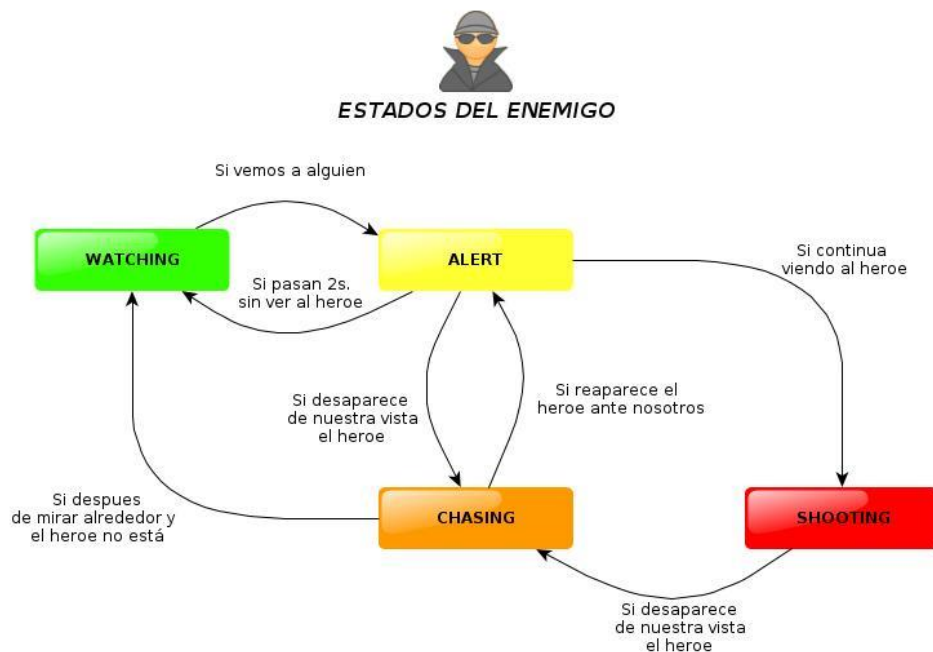 ESTADOS DEL ENEMIGO
Si vemos a alguien
WATCHING
ALERT
Si continua
viendo al heroe
Si pasan 2s.
sin ver al heroe
Si desaparece
de nuestra vista
el heroe
Si reaparece el
heroe ante nosotros
Si despues
de mirar alrededor y
el heroe no está
CHASING
SHOOTING
Si desaparece
de nuestra vista
el heroe